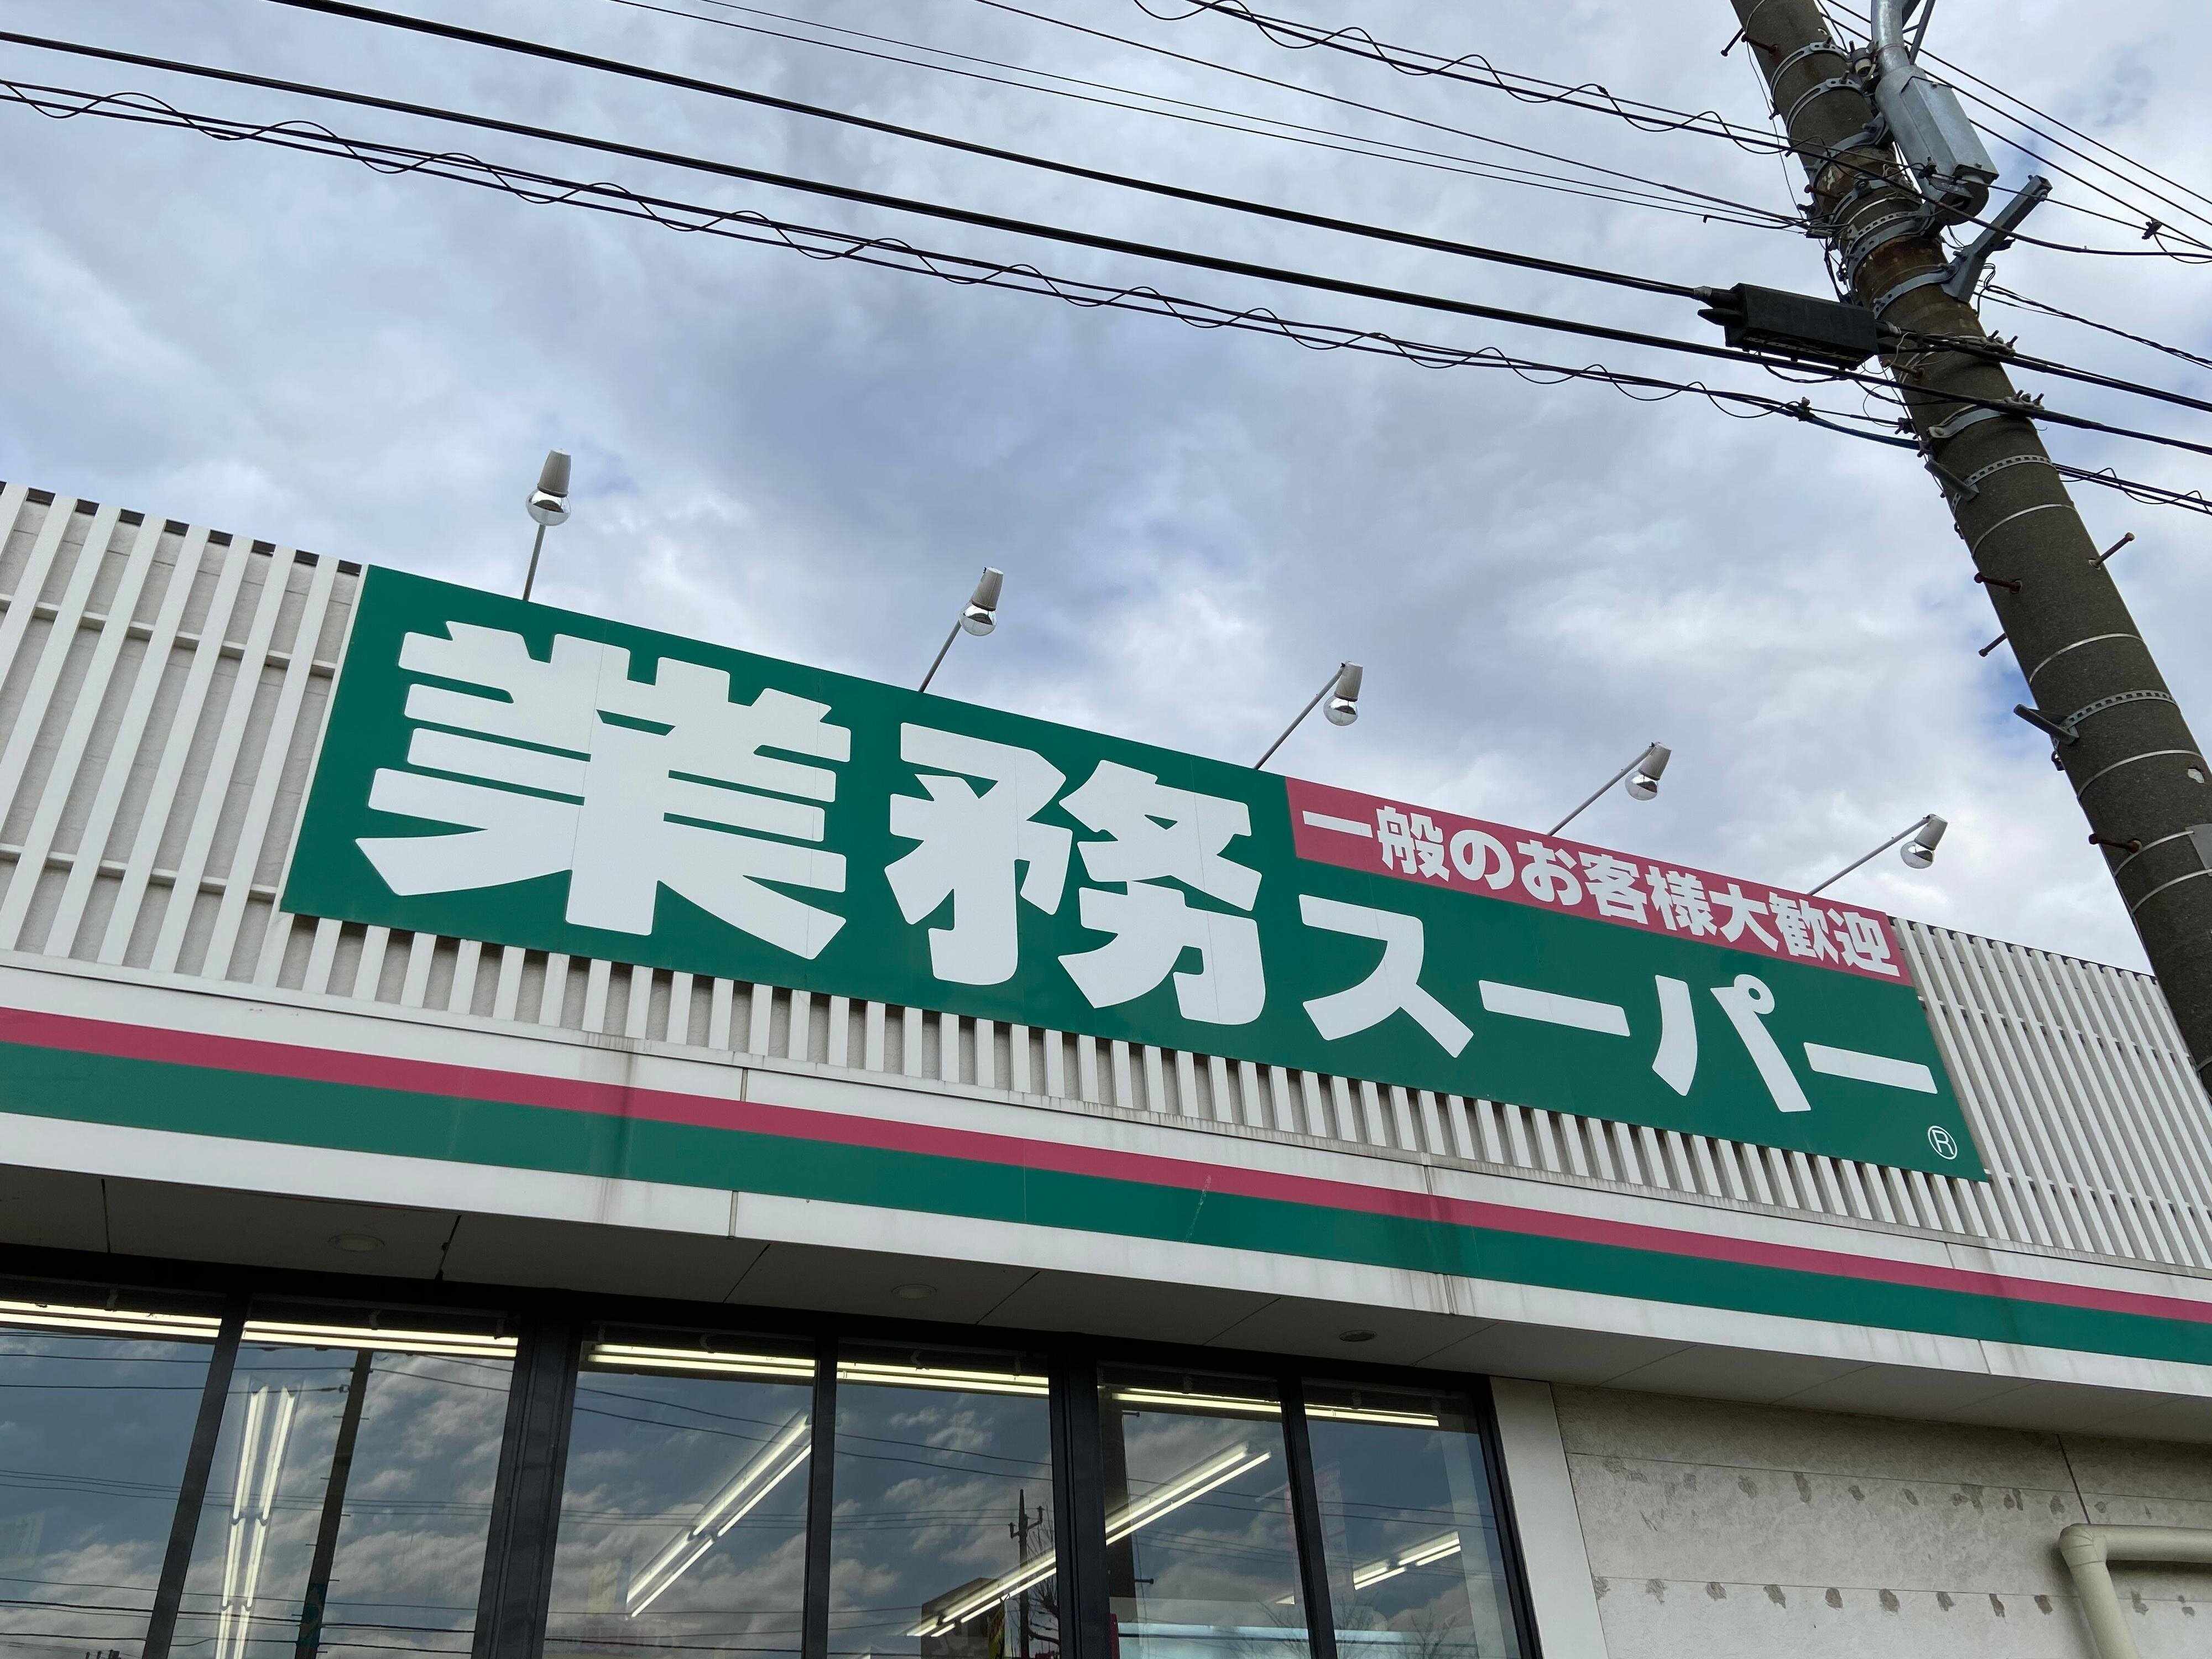 一般のお客様大歓迎
業務スーパー
®